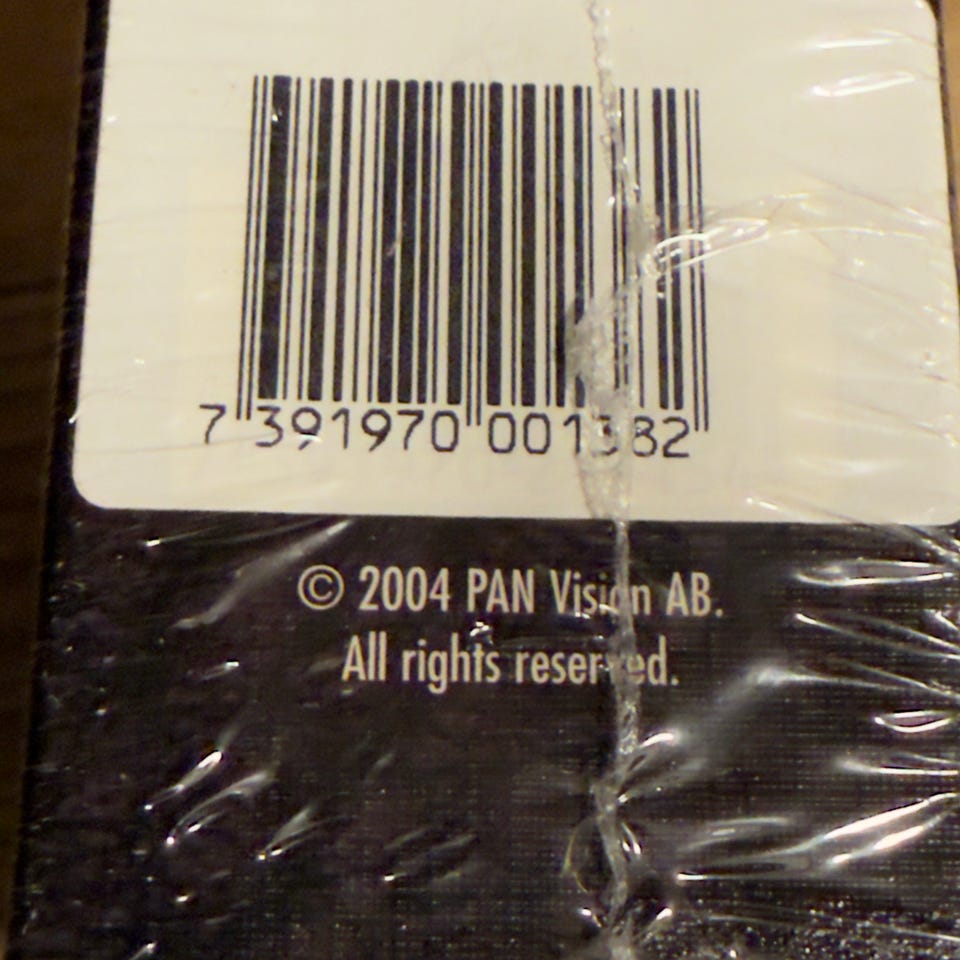 7 391970 001382
© 2004 PAN Vision AB.
All rights reserved.